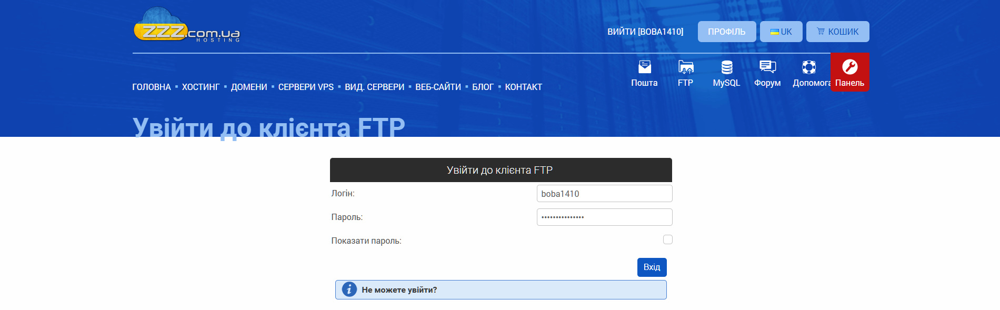 ZZZ.com.ua
HOSTING
ВИЙТИ [BOBA1410]
ПРОФІЛЬ
UK
КОШИК
Пошта
FTP
MySQL
Форум
Допомога
Панель
ГОЛОВНА ▪ ХОСТИНГ ▪ ДОМЕНИ ▪ СЕРВЕРИ VPS ▪ ВИД. СЕРВЕРИ ▪ ВЕБ-САЙТИ ▪ БЛОГ ▪ КОНТАКТ
Увійти до клієнта FTP
Увійти до клієнта FTP
Логін:
boba1410
Пароль:
•••••••••••••••
Показати пароль:
Вхід
Не можете увійти?